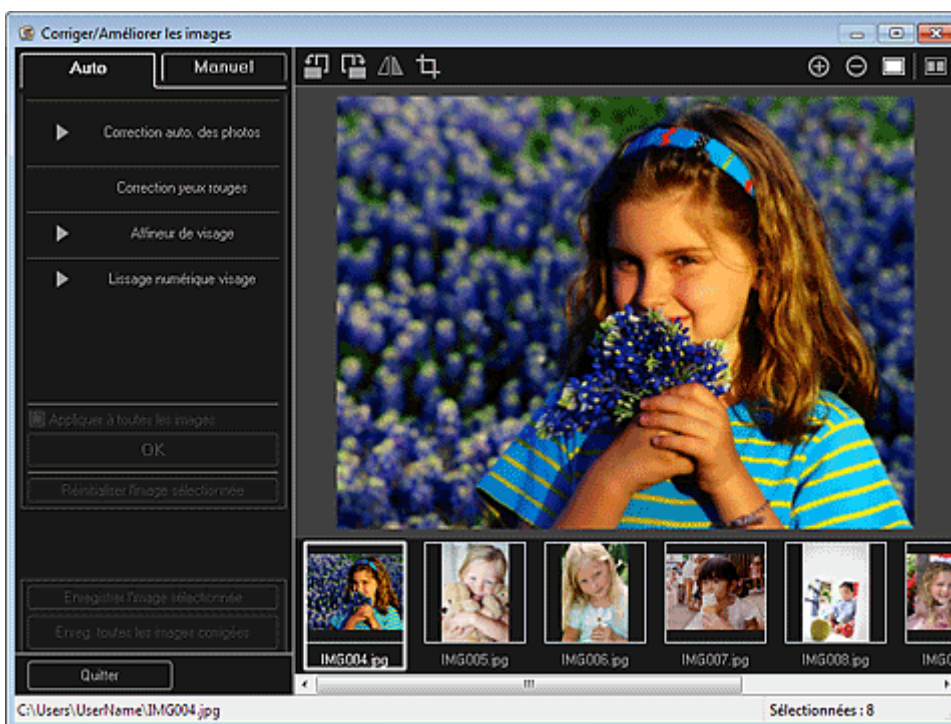 Corriger/Améliorer les images
Auto
Manuel
Correction auto. des photos
Correction yeux rouges
Affineur de visage
Lissage numérique visage
Appliquer à toutes les images
OK
Réinitialiser l'image sélectionnée
Enregistrer l'image sélectionnée
Enreg. toutes les images corrigées
Quitter
IMG004.jpg
IMG005.jpg
IMG006.jpg
IMG007.jpg
IMG008.jpg
C:\Users\UserName\IMG004.jpg
Sélectionnées : 8